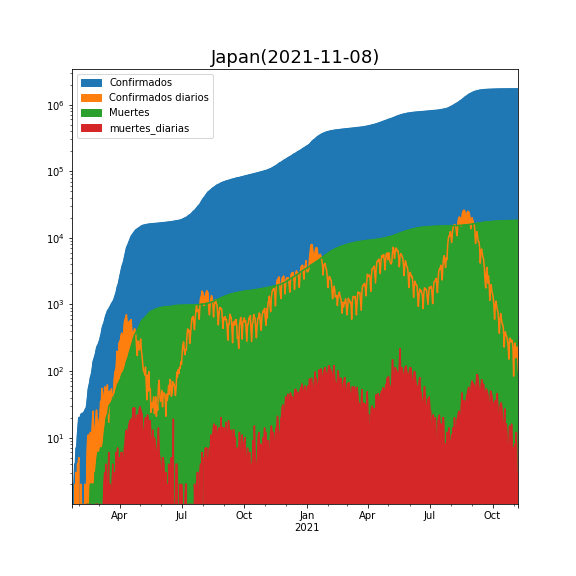 Japan(2021-11-08)
Confirmados
Confirmados diarios
Muertes
muertes_diarias
10^6
10^5
10^4
10^3
10^2
10^1
Apr Jul Oct Jan Apr Jul Oct
2021